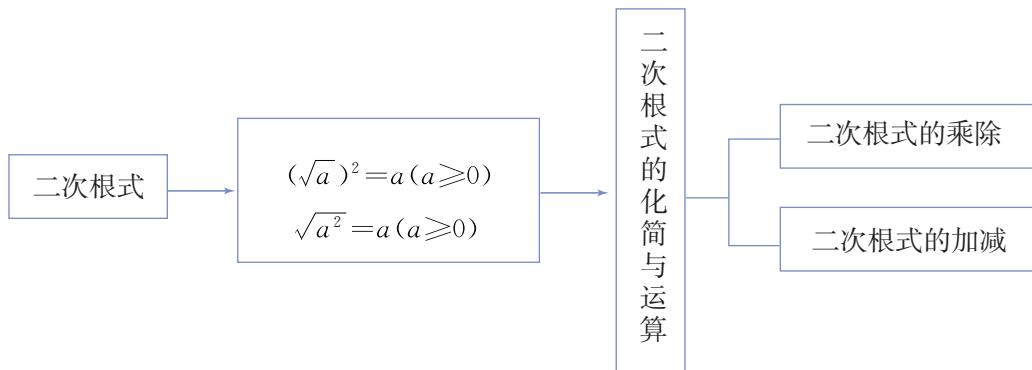 二次根式
(√a)²=a(a≥0)
√a²=a(a≥0)
二次根式的化简与运算
二次根式的乘除
二次根式的加减